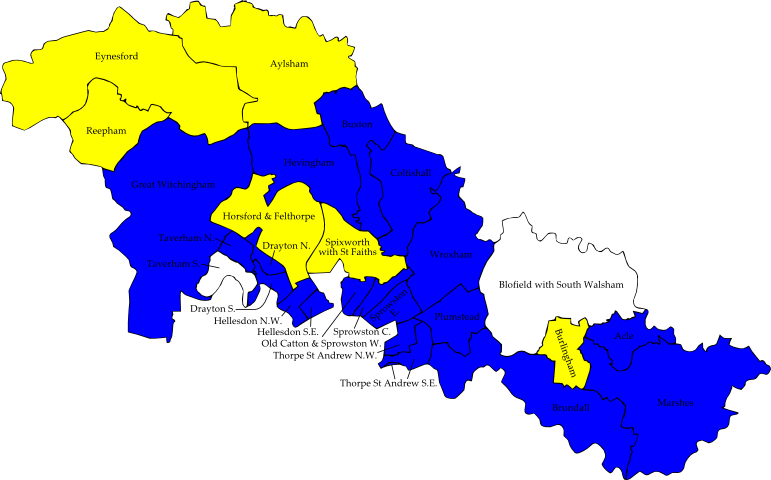 Eynesford
Aylsham
Reepham
Buxton
Hevingham
Coltishall
Great Witchingham
Horsford & Felthorpe
Taverham N.
Drayton N.
Spixworth
with St Faiths
Wroxham
Taverham S.
Blofield with South Walsham
Drayton S.
Hellesdon N.W.
Sprowston
E.
Plumstead
Hellesdon S.E.
Sprowston C.
Old Catton & Sprowston W.
Thorpe St Andrew N.W.
Thorpe St Andrew S.E.
Acle
Burlingham
Brundall
Marshes